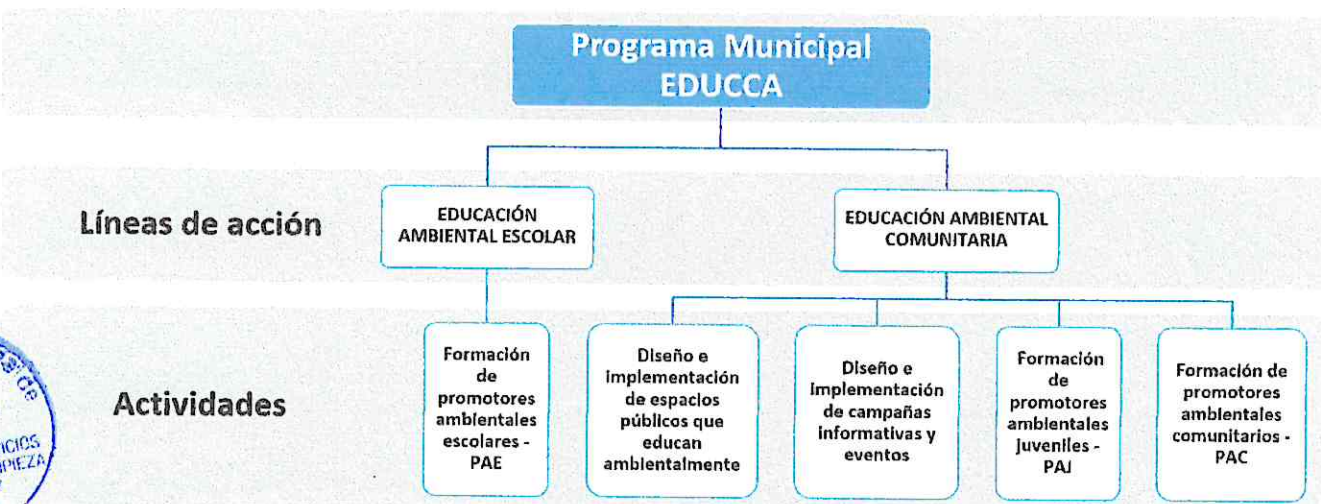 Programa Municipal
EDUCCA
Líneas de acción
EDUCACIÓN
AMBIENTAL ESCOLAR
EDUCACIÓN AMBIENTAL
COMUNITARIA
Actividades
Formación
de
promotores
ambientales
escolares -
PAE
Diseño e
implementación
de espacios
públicos que
educan
ambientalmente
Diseño e
implementación
de campañas
informativas y
eventos
Formación
de
promotores
ambientales
juveniles -
PAJ
Formación de
promotores
ambientales
comunitarios -
PAC
de